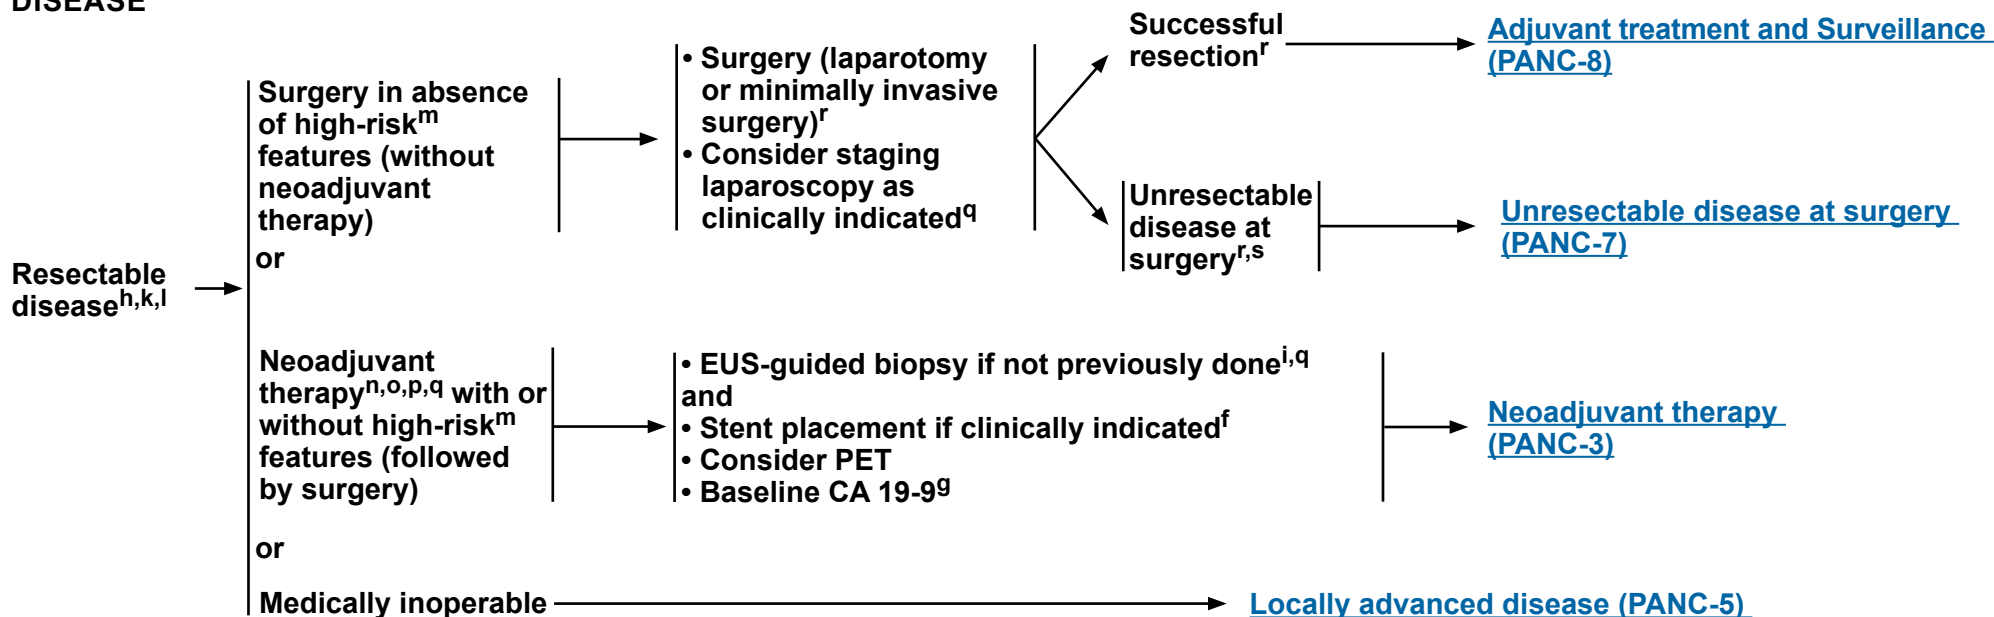 DISEASE
Resectable
disease^h,k,l
Surgery in absence
of high-risk^m
features (without
neoadjuvant
therapy)
or
Neoadjuvant
therapy^n,o,p,q with or
without high-risk^m
features (followed
by surgery)
or
Medically inoperable
• Surgery (laparotomy
or minimally invasive
surgery)^r
• Consider staging
laparoscopy as
clinically indicated^q
Successful
resection^r
Adjuvant treatment and Surveillance
(PANC-8)
Unresectable
disease at
surgery^r,s
Unresectable disease at surgery
(PANC-7)
• EUS-guided biopsy if not previously done^i,q
and
• Stent placement if clinically indicated^f
• Consider PET
• Baseline CA 19-9^g
Neoadjuvant therapy
(PANC-3)
Locally advanced disease (PANC-5)